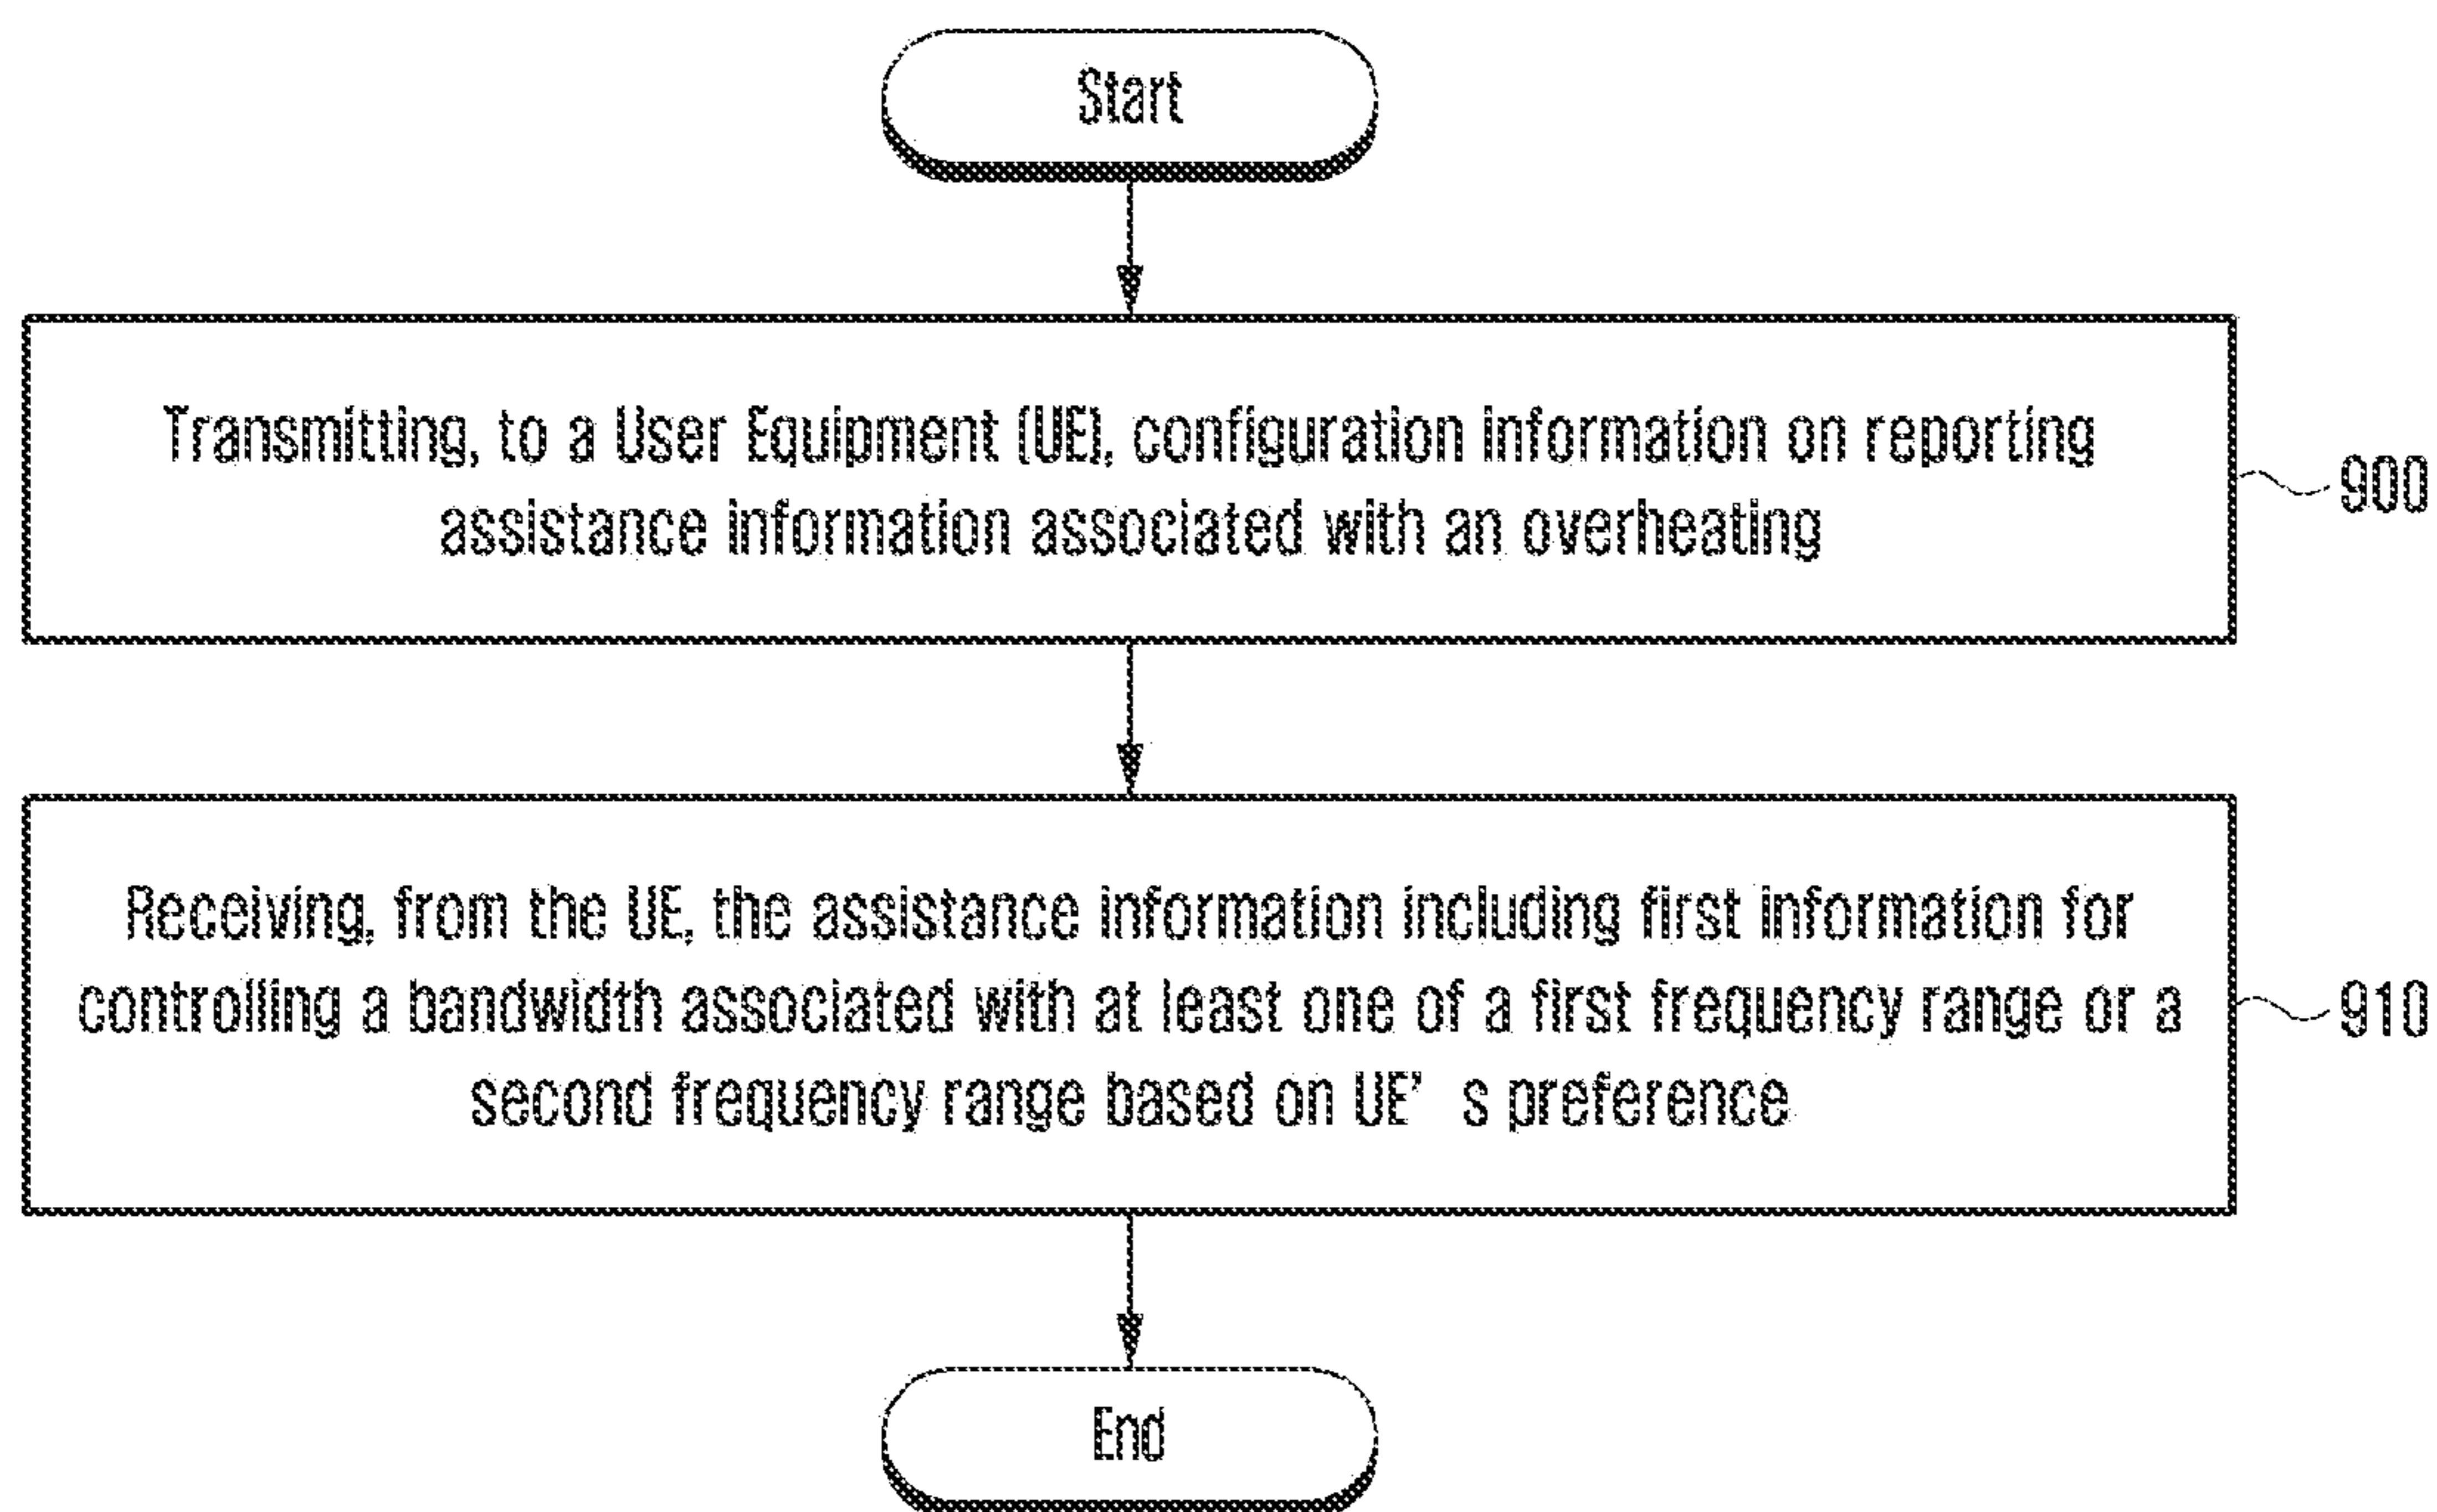 Start
Transmitting, to a User Equipment (UE), configuration information on reporting
assistance information associated with an overheating
900
Receiving, from the UE, the assistance information including first information for
controlling a bandwidth associated with at least one of a first frequency range or a
second frequency range based on UE’ s preference
910
End